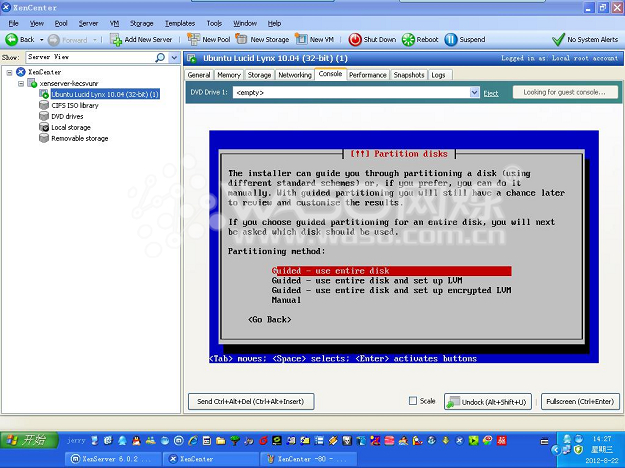 XenCenter
File View Pool Server VM Storage Templates Tools Window Help
Back Forward Add New Server New Pool New Storage New VM Shut Down Reboot Suspend No System Alerts
Show: Server View
Ubuntu Lucid Lynx 10.04 (32-bit) (1) Logged in as: Local root account
XenCenter
xenserver-kecsvunr
Ubuntu Lucid Lynx 10.04 (32-bit) (1)
CIFS ISO library
DVD drives
Local storage
Removable storage
General Memory Storage Networking Console Performance Snapshots Logs
DVD Drive 1: <empty> Eject Looking for guest console...
[!!] Partition disks
The installer can guide you through partitioning a disk (using
different standard schemes) or, if you prefer, you can do it
manually. With guided partitioning you will still have a chance later
to review and customise the results.
If you choose guided partitioning for an entire disk, you will next
be asked which disk should be used.
Partitioning method:
Guided - use entire disk
Guided - use entire disk and set up LVM
Guided - use entire disk and set up encrypted LVM
Manual
<Go Back>
<Tab> moves; <Space> selects; <Enter> activates buttons
Send Ctrl+Alt+Del (Ctrl+Alt+Insert) Scale Undock (Alt+Shift+U) Fullscreen (Ctrl+Enter)
开始 jerry 14:27
星期三
2012-8-22
XenServer 6.0.2 ... XenCenter XenCenter -80 - ...